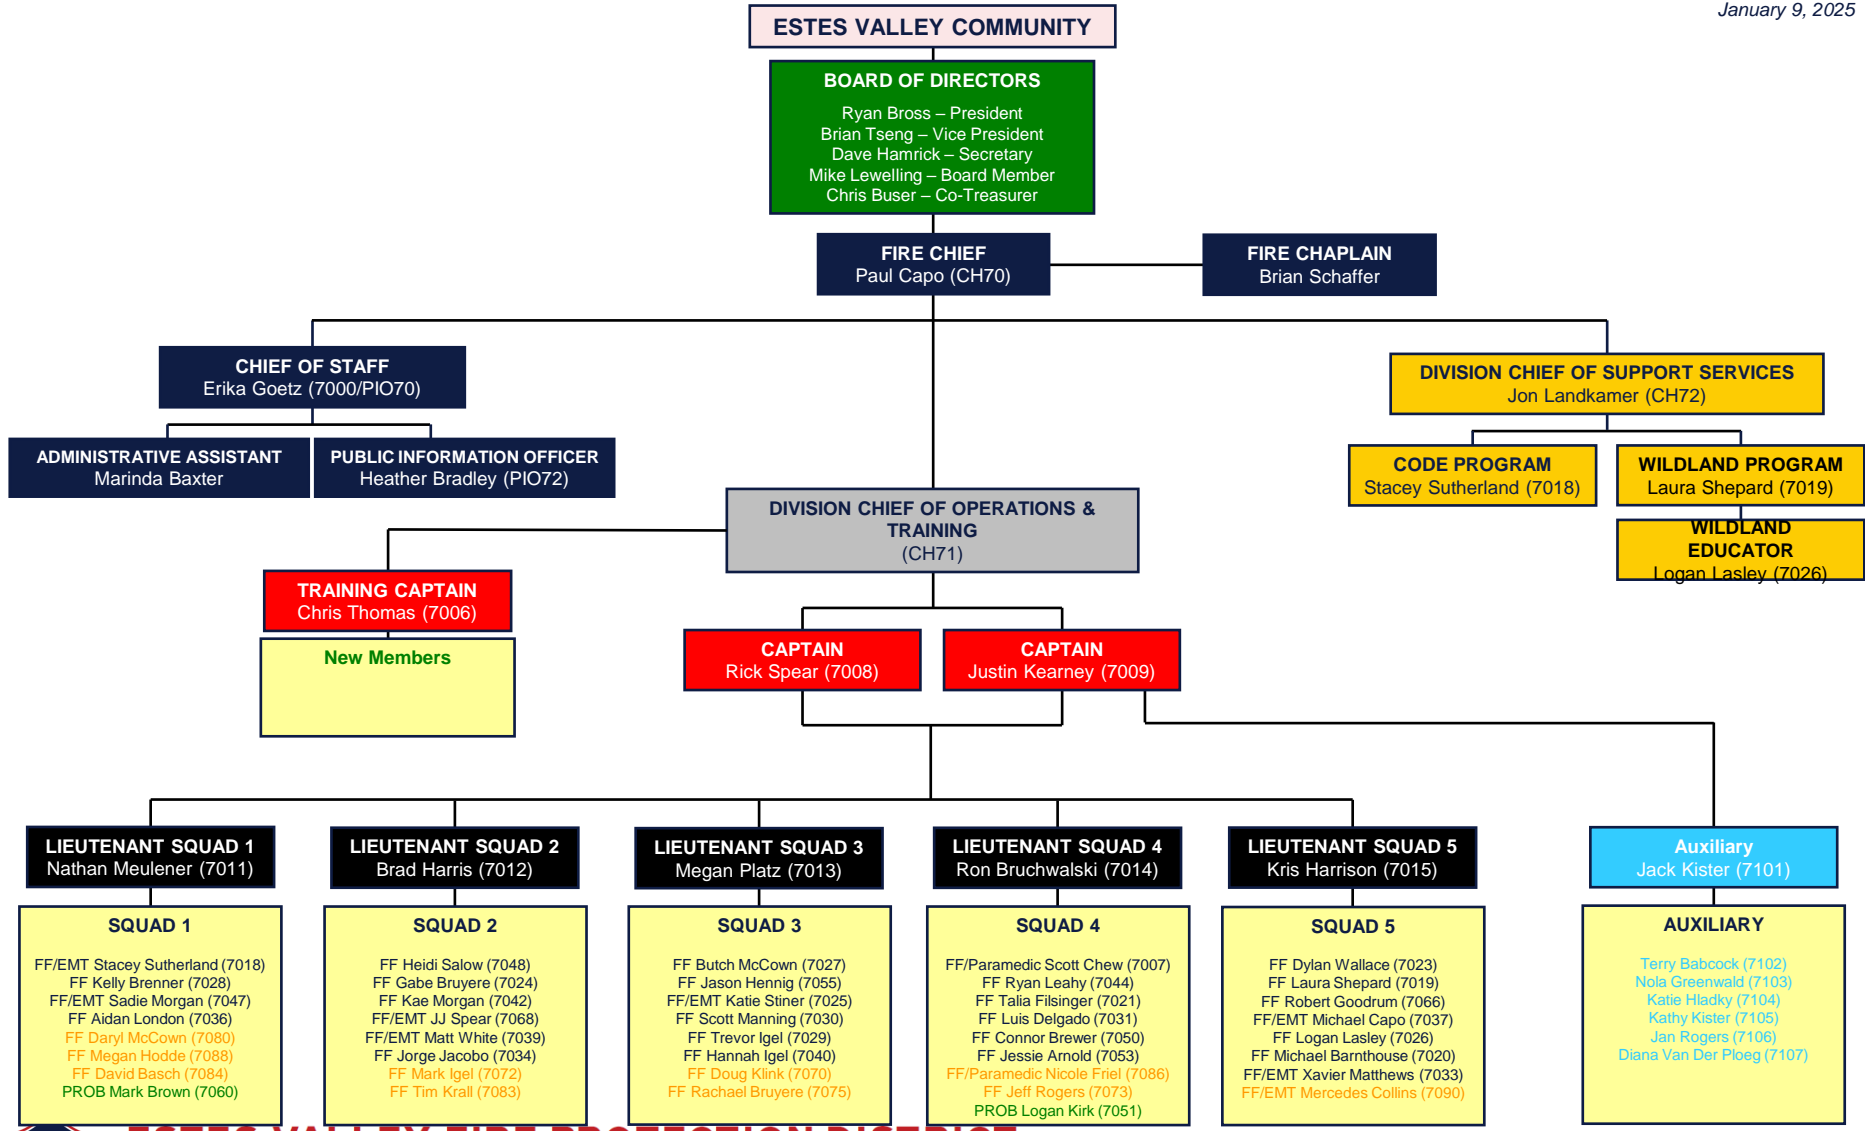 January 9, 2025
ESTES VALLEY COMMUNITY
BOARD OF DIRECTORS
Ryan Bross – President
Brian Tseng – Vice President
Dave Hamrick – Secretary
Mike Lewelling – Board Member
Chris Buser – Co-Treasurer
FIRE CHIEF
Paul Capo (CH70)
FIRE CHAPLAIN
Brian Schaffer
CHIEF OF STAFF
Erika Goetz (7000/PIO70)
ADMINISTRATIVE ASSISTANT
Marinda Baxter
PUBLIC INFORMATION OFFICER
Heather Bradley (PIO72)
DIVISION CHIEF OF SUPPORT SERVICES
Jon Landkamer (CH72)
CODE PROGRAM
Stacey Sutherland (7018)
WILDLAND PROGRAM
Laura Shepard (7019)
WILDLAND
EDUCATOR
Logan Lasley (7026)
DIVISION CHIEF OF OPERATIONS &
TRAINING
(CH71)
TRAINING CAPTAIN
Chris Thomas (7006)
New Members
CAPTAIN
Rick Spear (7008)
CAPTAIN
Justin Kearney (7009)
LIEUTENANT SQUAD 1
Nathan Meulener (7011)
LIEUTENANT SQUAD 2
Brad Harris (7012)
LIEUTENANT SQUAD 3
Megan Platz (7013)
LIEUTENANT SQUAD 4
Ron Bruchwalski (7014)
LIEUTENANT SQUAD 5
Kris Harrison (7015)
Auxiliary
Jack Kister (7101)
SQUAD 1
FF/EMT Stacey Sutherland (7018)
FF Kelly Brenner (7028)
FF/EMT Sadie Morgan (7047)
FF Aidan London (7036)
FF Daryl McCown (7080)
FF Megan Hodde (7088)
FF David Basch (7084)
PROB Mark Brown (7060)
SQUAD 2
FF Heidi Salow (7048)
FF Gabe Bruyere (7024)
FF Kae Morgan (7042)
FF/EMT JJ Spear (7068)
FF/EMT Matt White (7039)
FF Jorge Jacobo (7034)
FF Mark Igel (7072)
FF Tim Krall (7083)
SQUAD 3
FF Butch McCown (7027)
FF Jason Hennig (7055)
FF/EMT Katie Stiner (7025)
FF Scott Manning (7030)
FF Trevor Igel (7029)
FF Hannah Igel (7040)
FF Doug Klink (7070)
FF Rachael Bruyere (7075)
SQUAD 4
FF/Paramedic Scott Chew (7007)
FF Ryan Leahy (7044)
FF Talia Filsinger (7021)
FF Luis Delgado (7031)
FF Connor Brewer (7050)
FF Jessie Arnold (7053)
FF/Paramedic Nicole Friel (7086)
FF Jeff Rogers (7073)
PROB Logan Kirk (7051)
SQUAD 5
FF Dylan Wallace (7023)
FF Laura Shepard (7019)
FF Robert Goodrum (7066)
FF/EMT Michael Capo (7037)
FF Logan Lasley (7026)
FF Michael Barnthouse (7020)
FF/EMT Xavier Matthews (7033)
FF/EMT Mercedes Collins (7090)
AUXILIARY
Terry Babcock (7102)
Nola Greenwald (7103)
Katie Hladky (7104)
Kathy Kister (7105)
Jan Rogers (7106)
Diana Van Der Ploeg (7107)
ESTES VALLEY FIRE PROTECTION DISTRICT